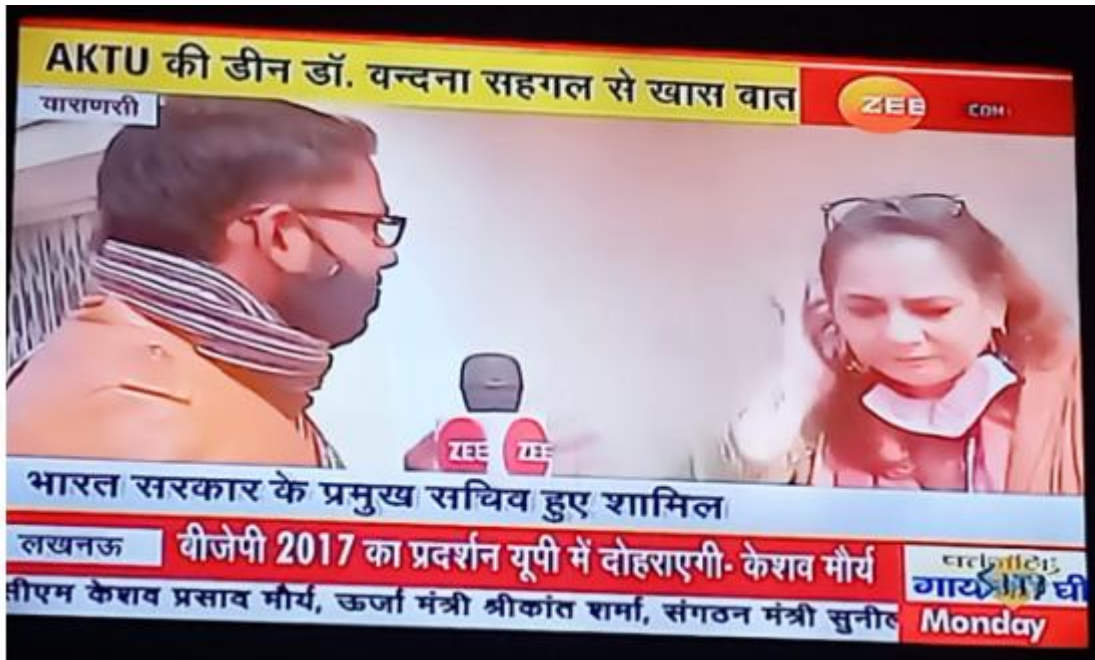 AKTU की डीन डॉ. वन्दना सहगल से खास वात
ZEE
वाराणसी
ZEE ZEE
भारत सरकार के प्रमुख सचिव हुए शामिल
लखनऊ
बीजेपी 2017 का प्रदर्शन यूपी में दोहराएगी- केशव मौर्य
सीएम केशव प्रसाद मौर्य, ऊर्जा मंत्री श्रीकांत शर्मा, संगठन मंत्री सुनील
गाय घी
Monday